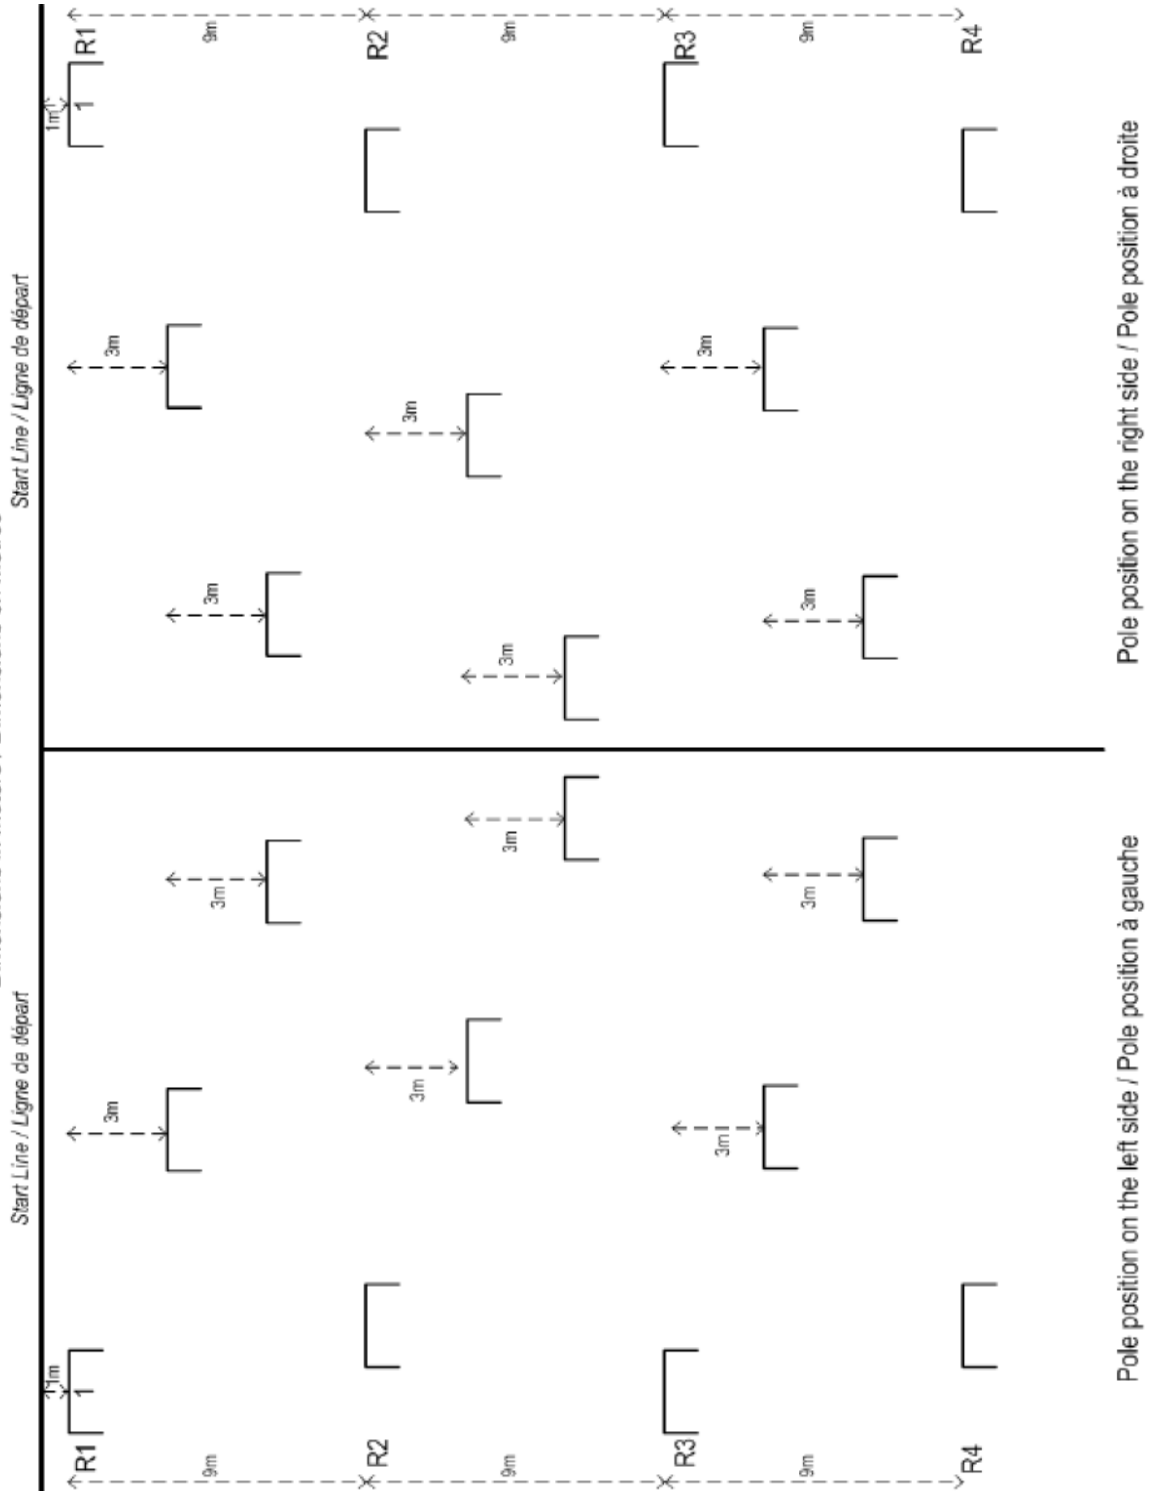 Start Line / Ligne de départ
Start Line / Ligne de départ
1m
1m
R1
1
1
R1
3m
3m
9m
3m
3m
9m
R2
R2
3m
3m
9m
3m
3m
9m
R3
R3
3m
3m
9m
3m
3m
9m
R4
R4
Pole position on the left side / Pole position à gauche
Pole position on the right side / Pole position à droite